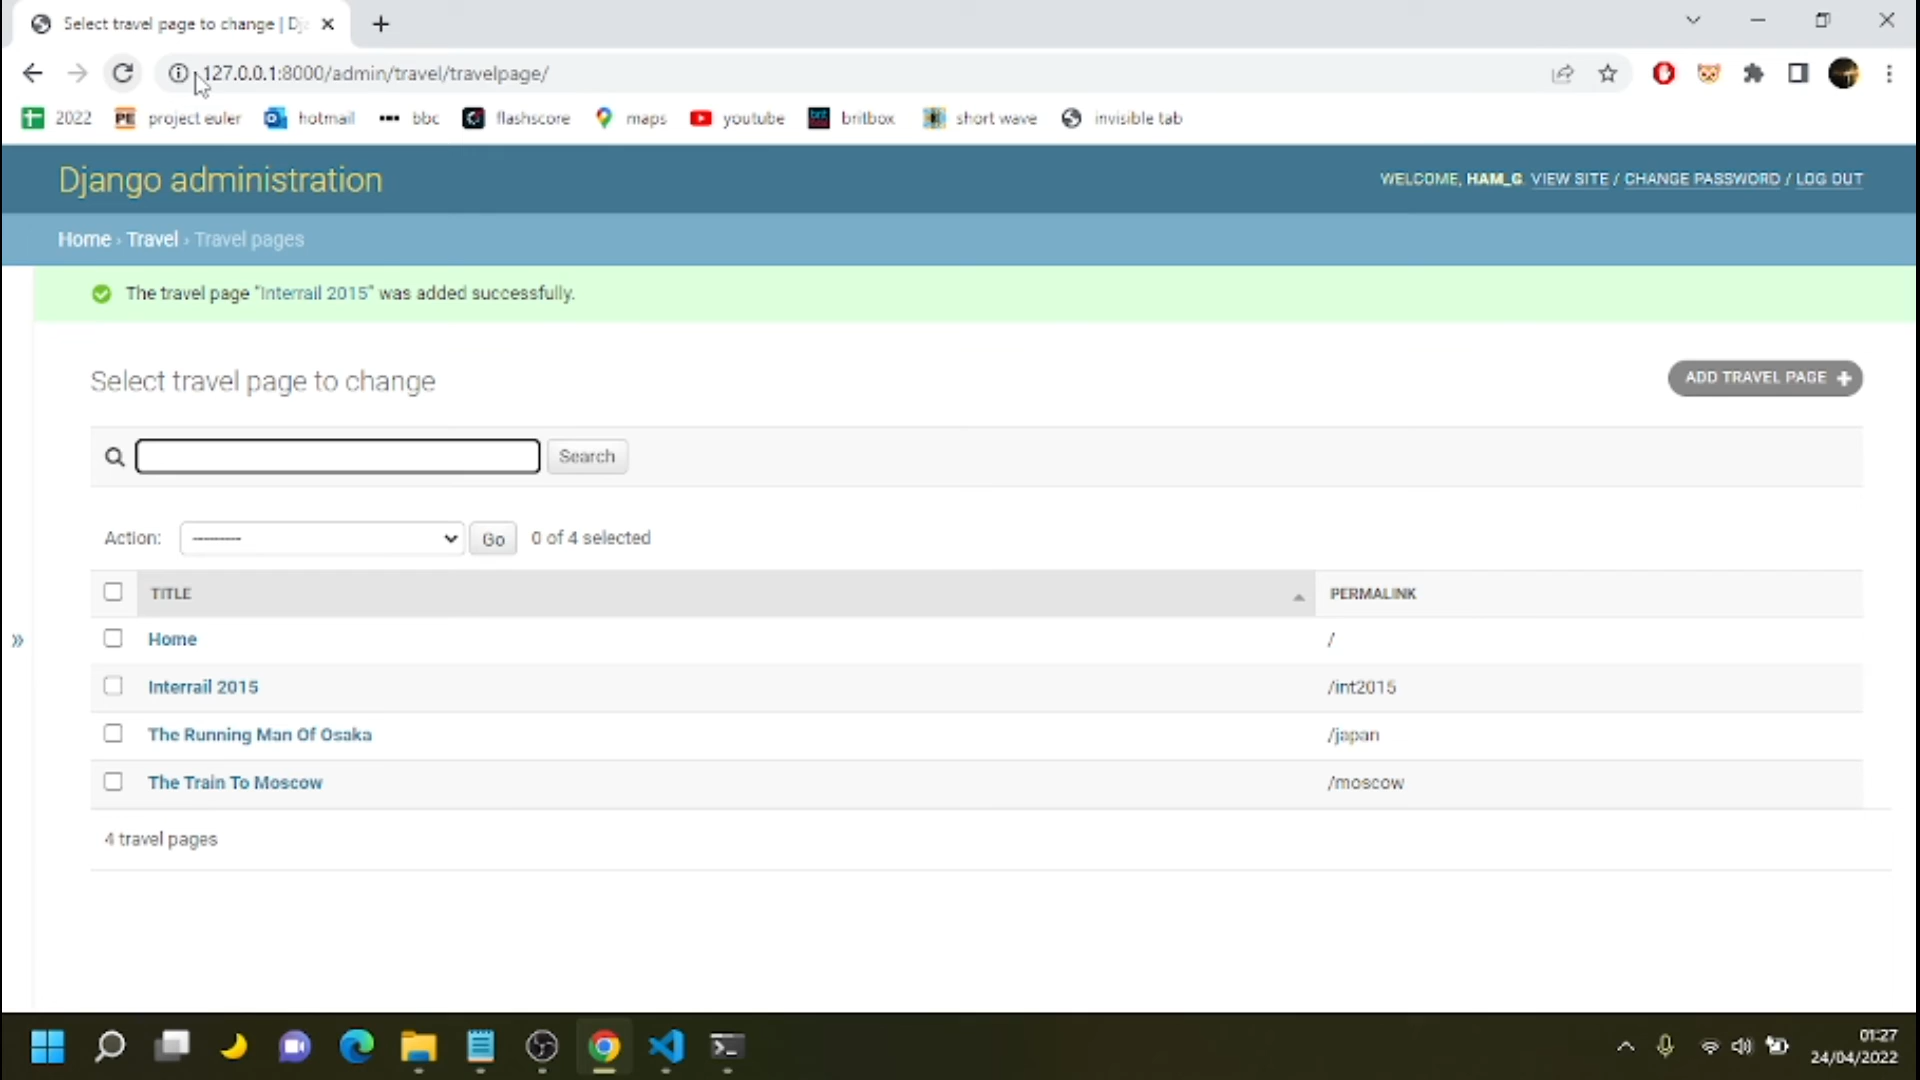 Select travel page to change | Dj
127.0.0.1:8000/admin/travel/travelpage/
2022 PE project euler hotmail bbc flashscore maps youtube britbox short wave invisible tab
Django administration
WELCOME, HAM_G VIEW SITE / CHANGE PASSWORD / LOG OUT
Home › Travel › Travel pages
The travel page "Interrail 2015" was added successfully.
Select travel page to change
ADD TRAVEL PAGE +
Search
Action: --------- Go 0 of 4 selected
TITLE PERMALINK
Home /
Interrail 2015 /int2015
The Running Man Of Osaka /japan
The Train To Moscow /moscow
4 travel pages
01:27
24/04/2022